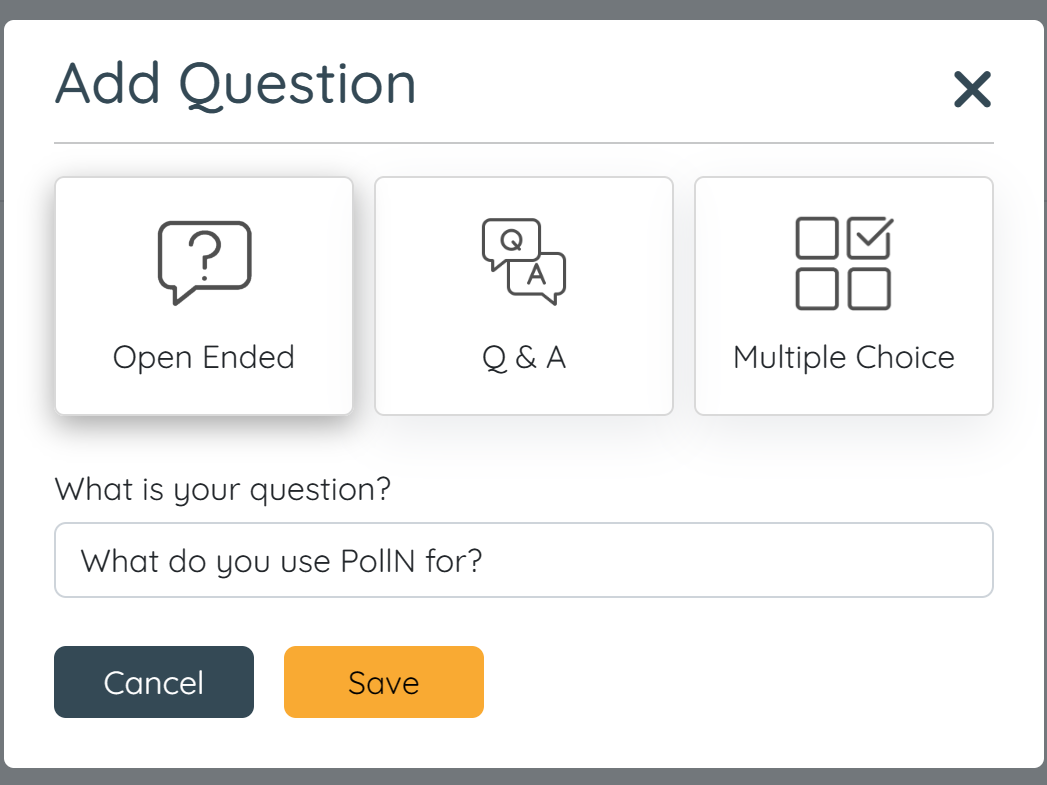 Add Question
?
Q
A
Open Ended
Q & A
Multiple Choice
What is your question?
What do you use PollN for?
Cancel
Save